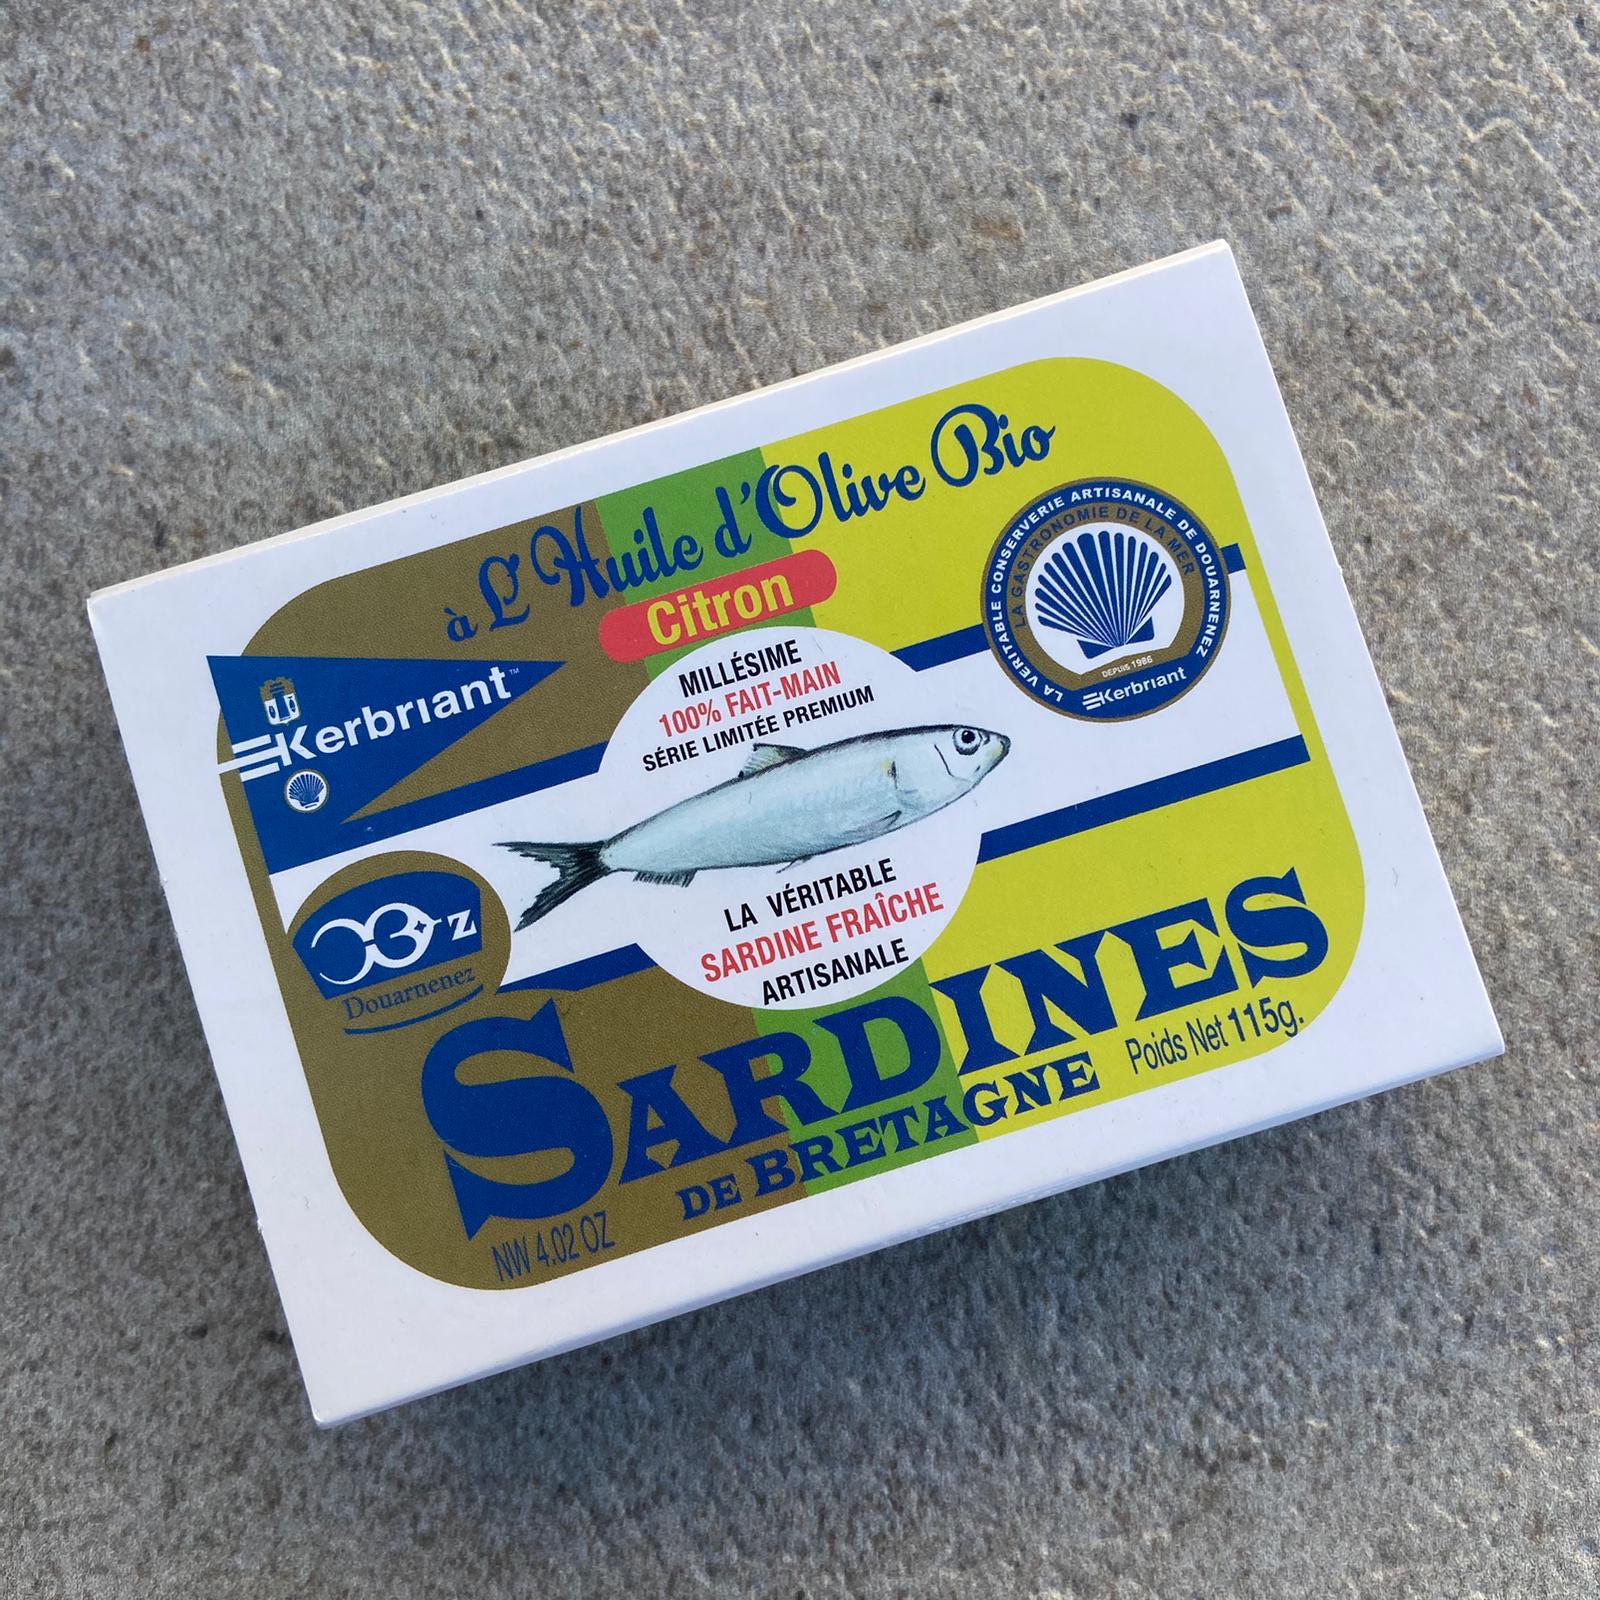 à L'Huile d'Olive Bio
Citron
Kerbriant™
MILLÉSIME
100% FAIT-MAIN
SÉRIE LIMITÉE PREMIUM
LA VÉRITABLE CONSERVERIE ARTISANALE DE DOUARNENEZ
LA GASTRONOMIE DE LA MER
DEPUIS 1986
Kerbriant
LA VÉRITABLE
SARDINE FRAÎCHE
ARTISANALE
Z
Douarnenez
SARDINES
DE BRETAGNE
Poids Net 115g.
NW 4.02 OZ